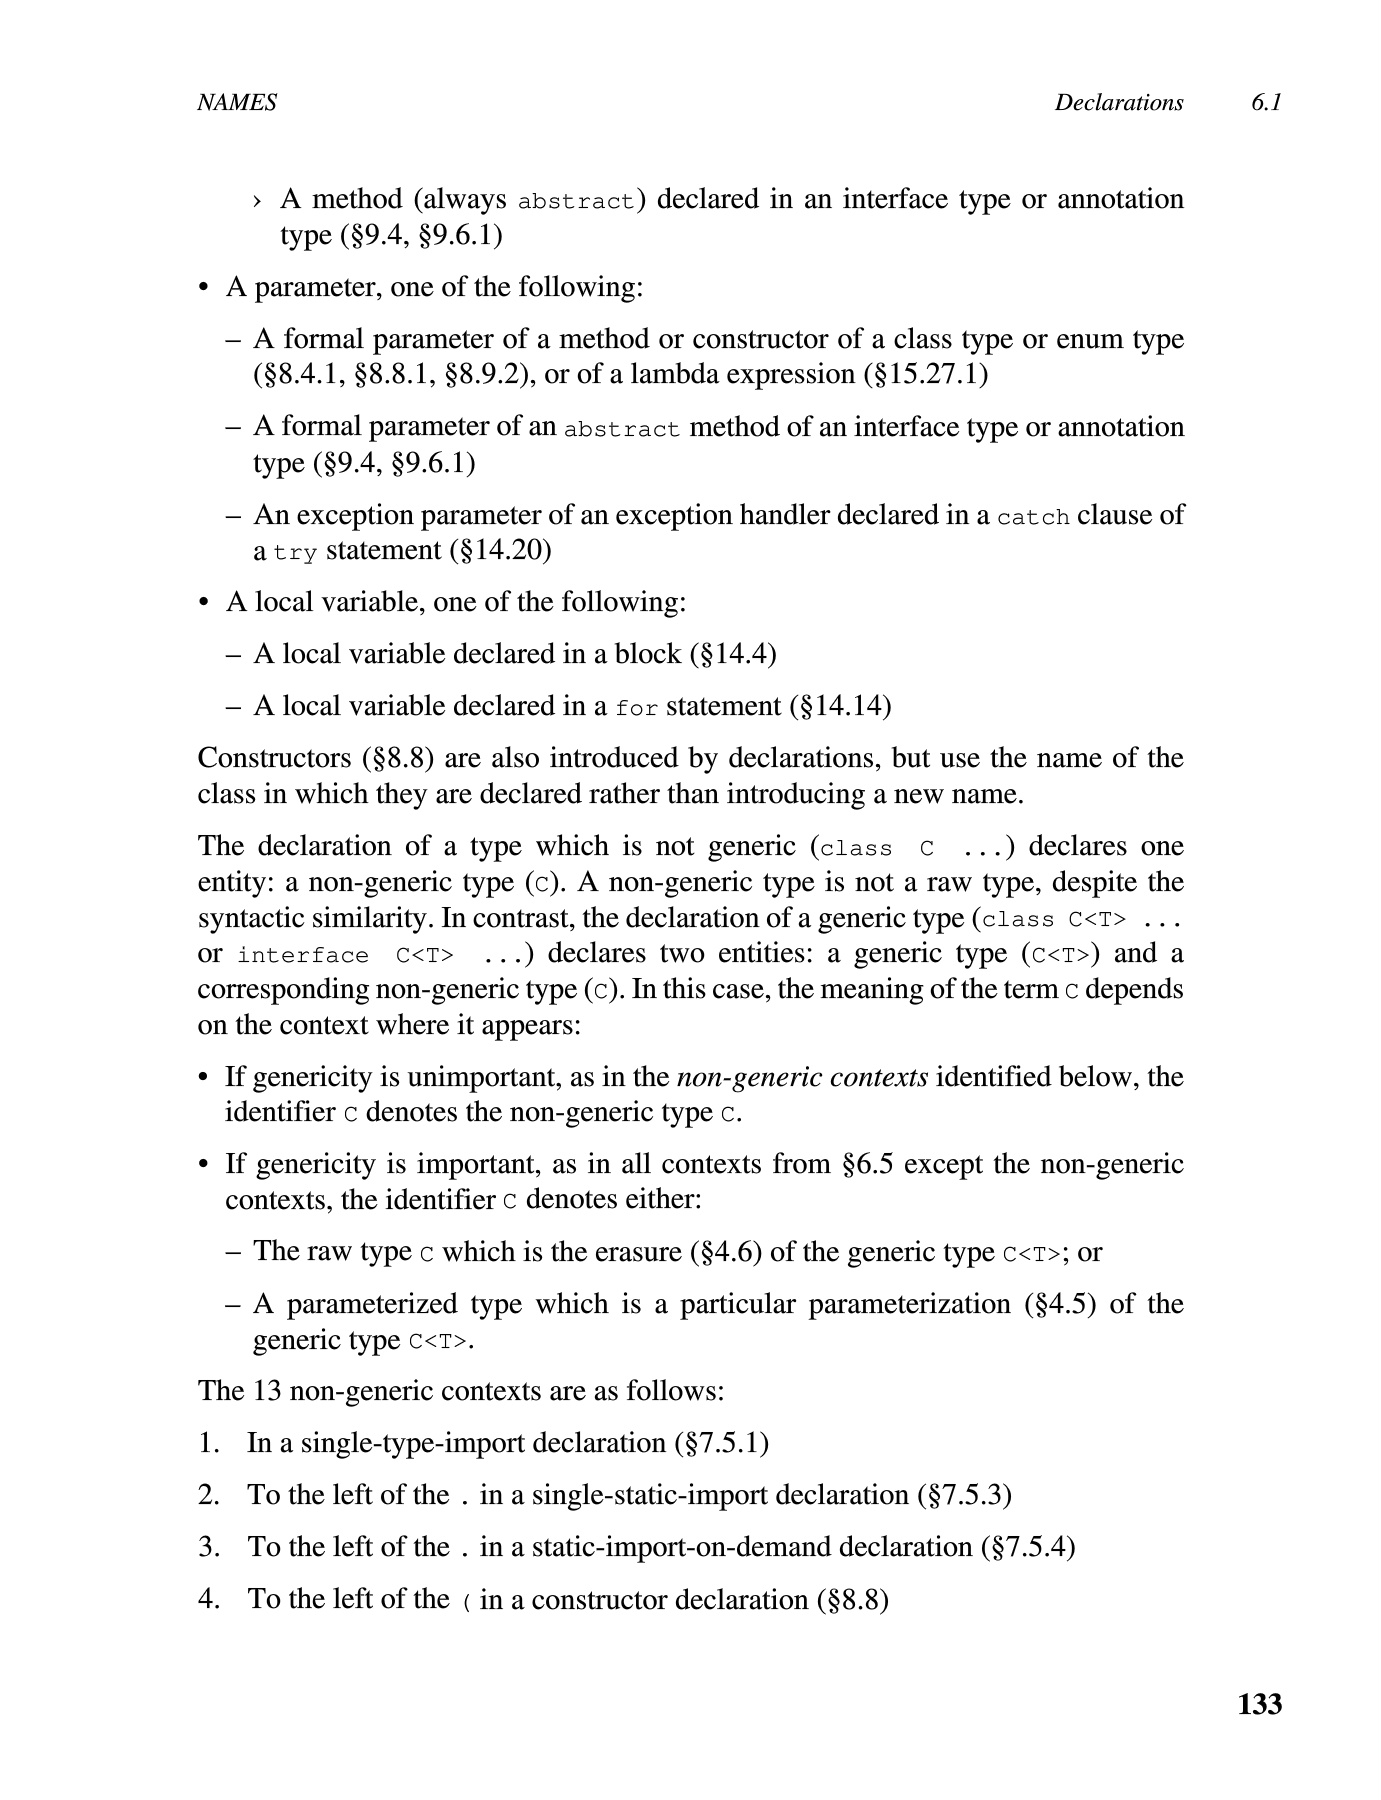 NAMES Declarations 6.1
› A method (always abstract) declared in an interface type or annotation
type (§9.4, §9.6.1)
• A parameter, one of the following:
– A formal parameter of a method or constructor of a class type or enum type
(§8.4.1, §8.8.1, §8.9.2), or of a lambda expression (§15.27.1)
– A formal parameter of an abstract method of an interface type or annotation
type (§9.4, §9.6.1)
– An exception parameter of an exception handler declared in a catch clause of
a try statement (§14.20)
• A local variable, one of the following:
– A local variable declared in a block (§14.4)
– A local variable declared in a for statement (§14.14)
Constructors (§8.8) are also introduced by declarations, but use the name of the
class in which they are declared rather than introducing a new name.
The declaration of a type which is not generic (class C ...) declares one
entity: a non-generic type (C). A non-generic type is not a raw type, despite the
syntactic similarity. In contrast, the declaration of a generic type (class C<T> ...
or interface C<T> ...) declares two entities: a generic type (C<T>) and a
corresponding non-generic type (C). In this case, the meaning of the term C depends
on the context where it appears:
• If genericity is unimportant, as in the non-generic contexts identified below, the
identifier C denotes the non-generic type C.
• If genericity is important, as in all contexts from §6.5 except the non-generic
contexts, the identifier C denotes either:
– The raw type C which is the erasure (§4.6) of the generic type C<T>; or
– A parameterized type which is a particular parameterization (§4.5) of the
generic type C<T>.
The 13 non-generic contexts are as follows:
1. In a single-type-import declaration (§7.5.1)
2. To the left of the . in a single-static-import declaration (§7.5.3)
3. To the left of the . in a static-import-on-demand declaration (§7.5.4)
4. To the left of the ( in a constructor declaration (§8.8)
133